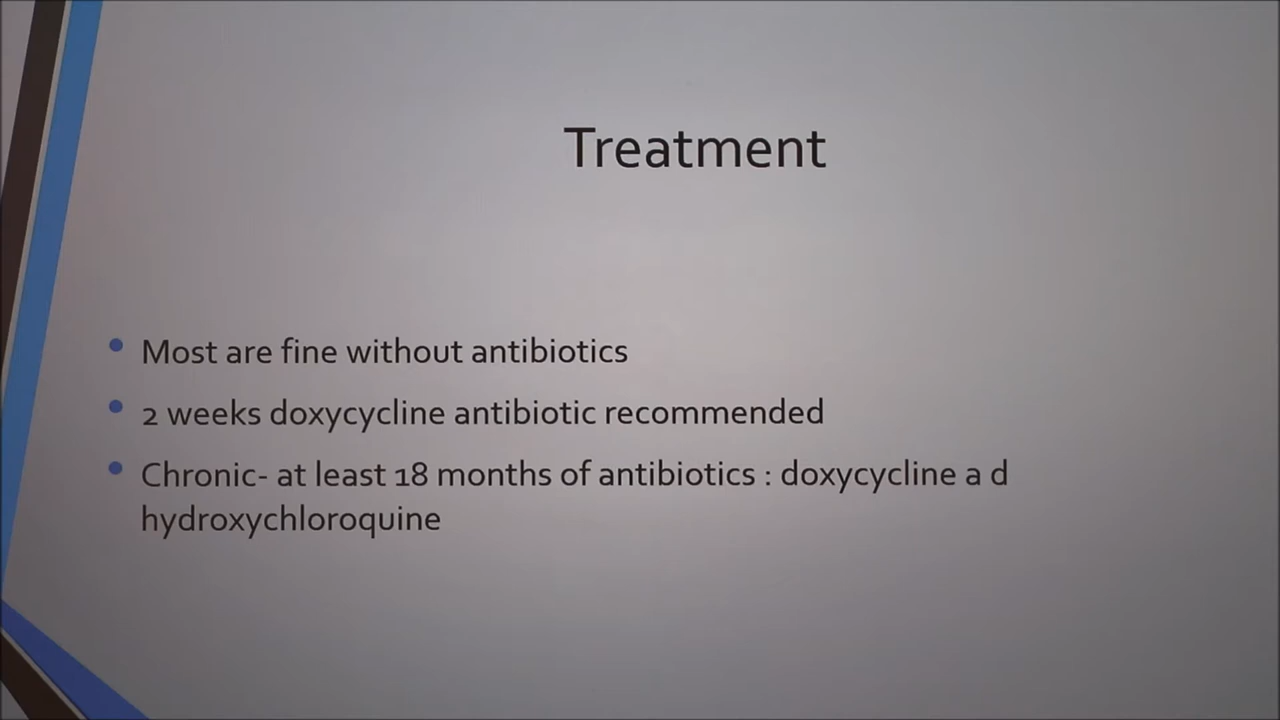 Treatment
• Most are fine without antibiotics
• 2 weeks doxycycline antibiotic recommended
• Chronic- at least 18 months of antibiotics : doxycycline a d
hydroxychloroquine